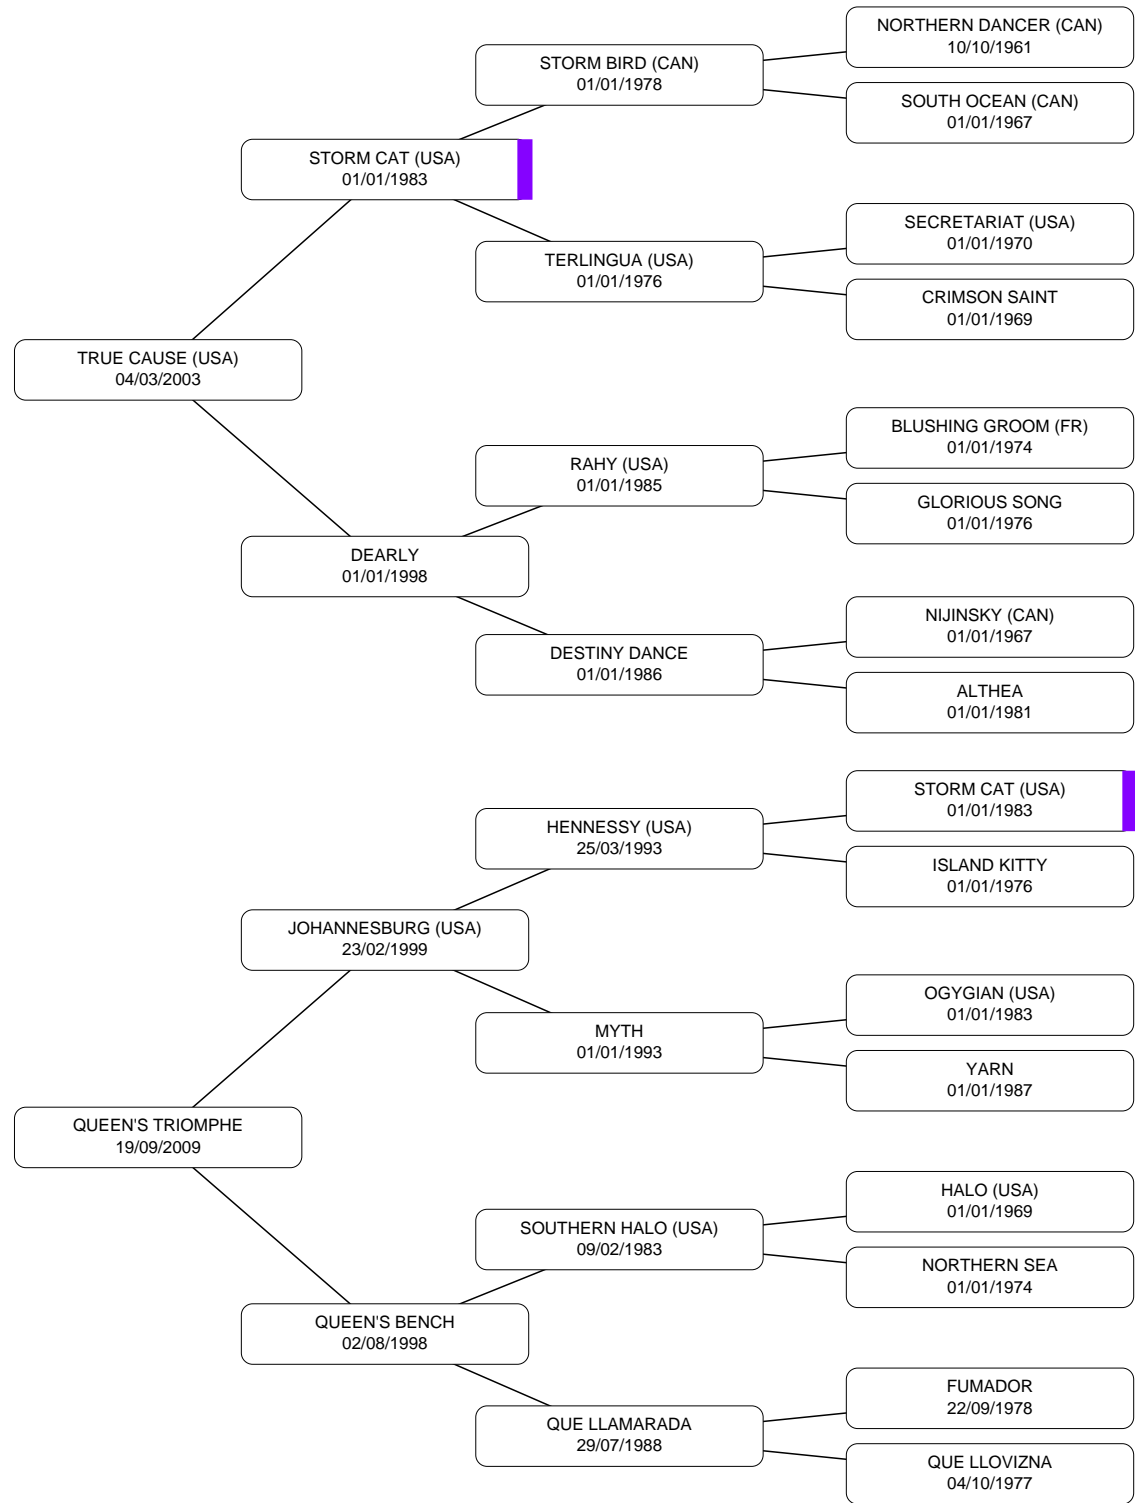 NORTHERN DANCER (CAN)
10/10/1961
STORM BIRD (CAN)
01/01/1978
SOUTH OCEAN (CAN)
01/01/1967
STORM CAT (USA)
01/01/1983
SECRETARIAT (USA)
01/01/1970
TERLINGUA (USA)
01/01/1976
CRIMSON SAINT
01/01/1969
TRUE CAUSE (USA)
04/03/2003
BLUSHING GROOM (FR)
01/01/1974
RAHY (USA)
01/01/1985
GLORIOUS SONG
01/01/1976
DEARLY
01/01/1998
NIJINSKY (CAN)
01/01/1967
DESTINY DANCE
01/01/1986
ALTHEA
01/01/1981
STORM CAT (USA)
01/01/1983
HENNESSY (USA)
25/03/1993
ISLAND KITTY
01/01/1976
JOHANNESBURG (USA)
23/02/1999
OGYGIAN (USA)
01/01/1983
MYTH
01/01/1993
YARN
01/01/1987
QUEEN'S TRIOMPHE
19/09/2009
HALO (USA)
01/01/1969
SOUTHERN HALO (USA)
09/02/1983
NORTHERN SEA
01/01/1974
QUEEN'S BENCH
02/08/1998
FUMADOR
22/09/1978
QUE LLAMARADA
29/07/1988
QUE LLOVIZNA
04/10/1977